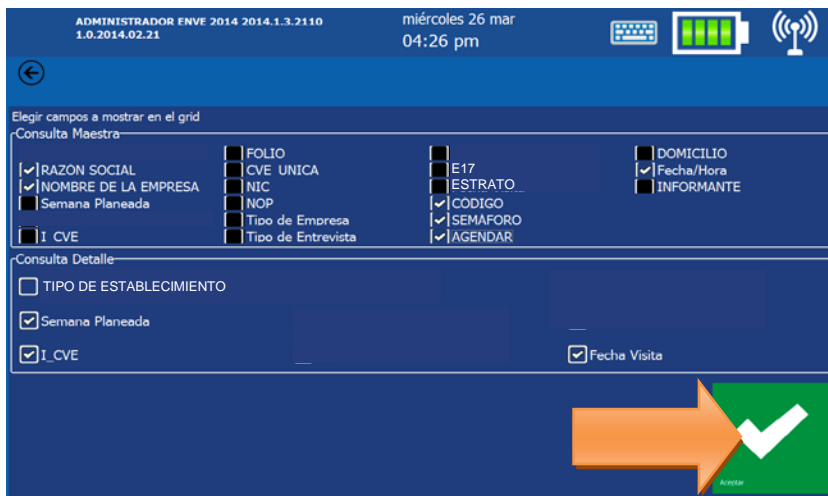 ADMINISTRADOR ENVE 2014 2014.1.3.2110
1.0.2014.02.21
miércoles 26 mar
04:26 pm
Elegir campos a mostrar en el grid
Consulta Maestra
RAZON SOCIAL
NOMBRE DE LA EMPRESA
Semana Planeada
I_CVE
FOLIO
CVE_UNICA
NIC
NOP
Tipo de Empresa
Tipo de Entrevista
E17
ESTRATO
CODIGO
SEMAFORO
AGENDAR
DOMICILIO
Fecha/Hora
INFORMANTE
Consulta Detalle
TIPO DE ESTABLECIMIENTO
Semana Planeada
I_CVE
Fecha Visita
Aceptar